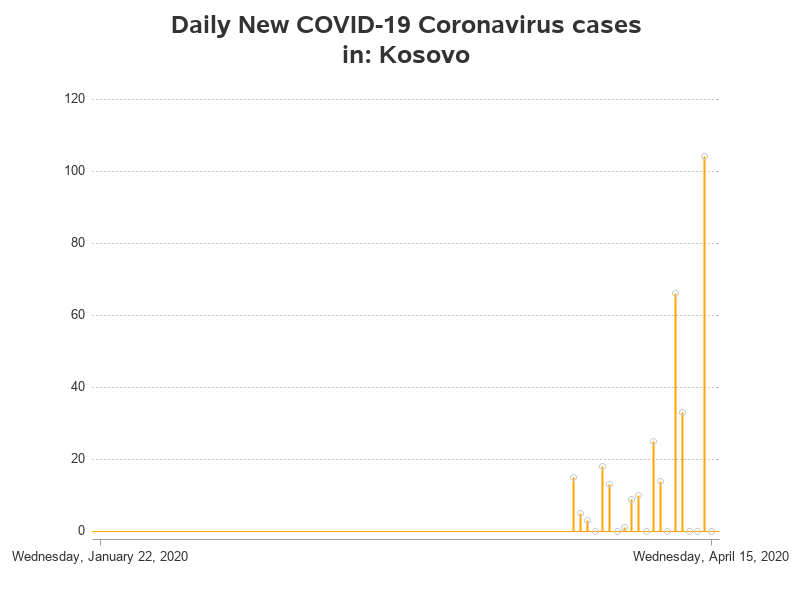 Daily New COVID-19 Coronavirus cases
in: Kosovo
120
100
80
60
40
20
0
Wednesday, January 22, 2020
Wednesday, April 15, 2020